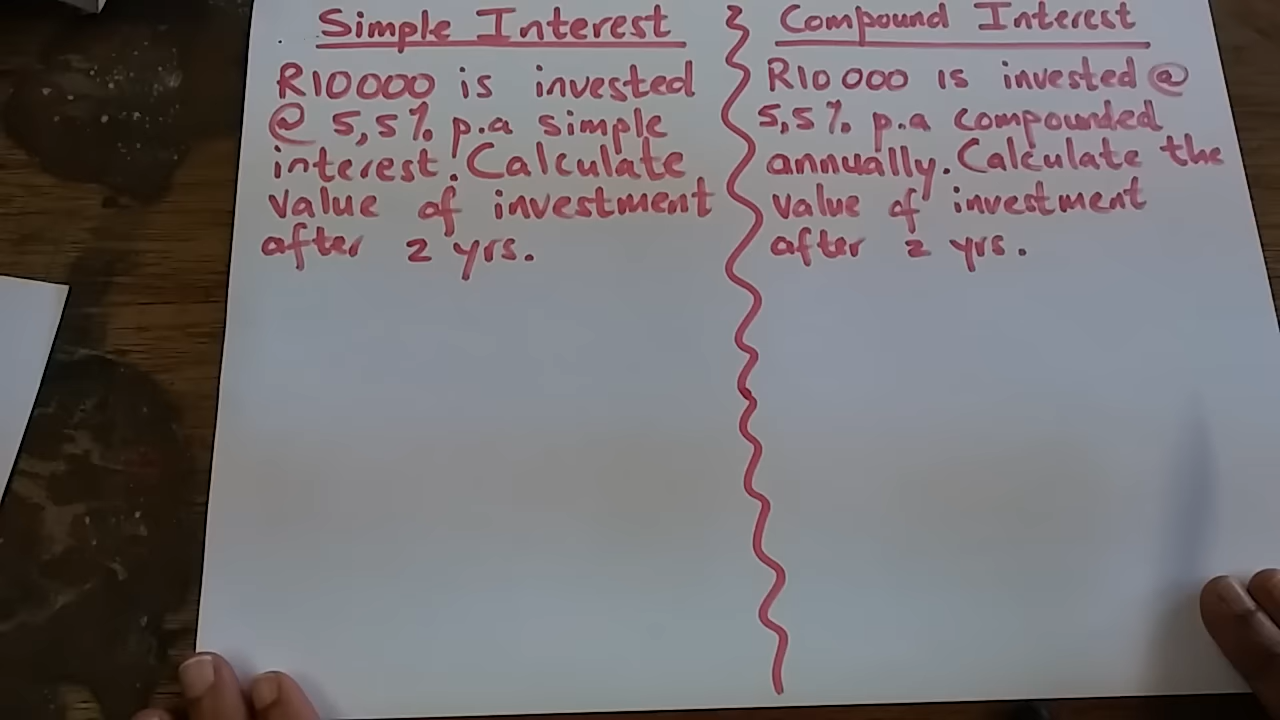 Simple Interest
R10000 is invested
@ 5,5% p.a simple
interest. Calculate
value of investment
after 2 yrs.
Compound Interest
R10 000 is invested @
5,5% p.a compounded
annually. Calculate the
value of investment
after 2 yrs.